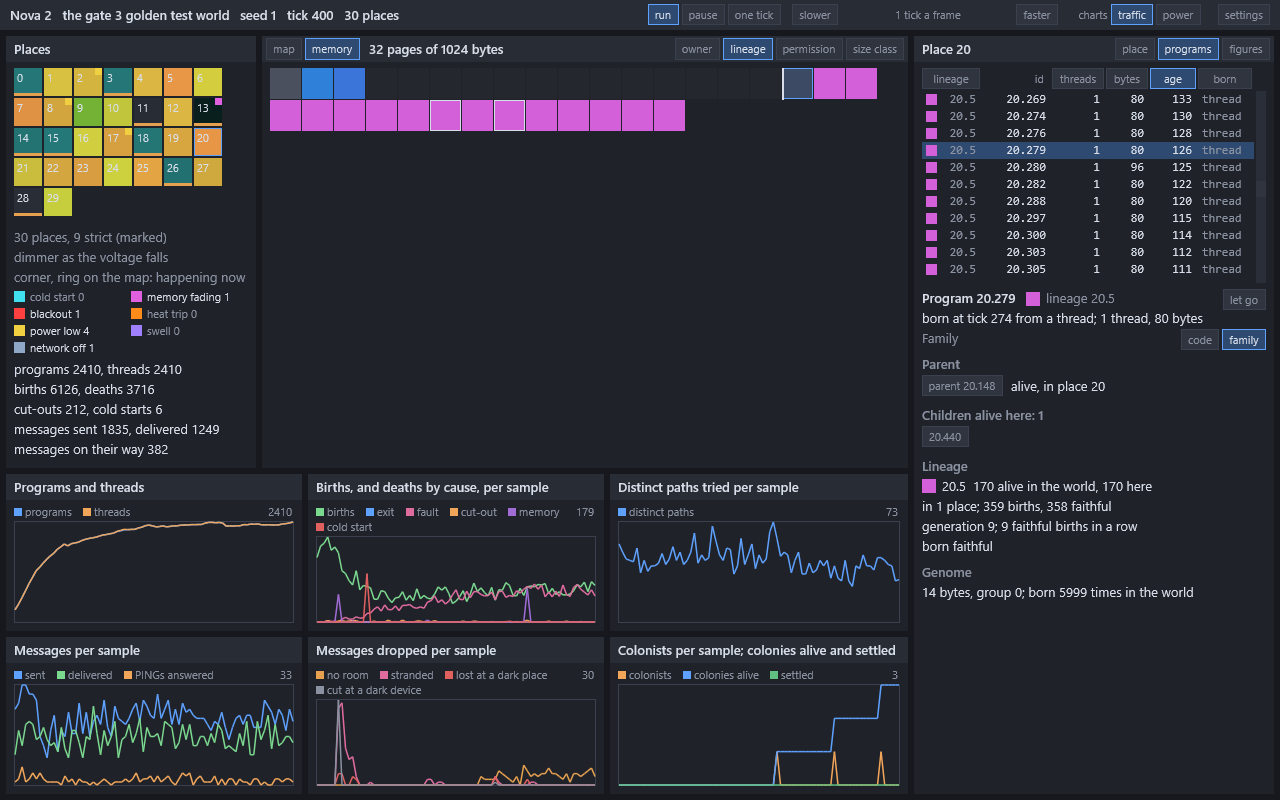 Nova 2 the gate 3 golden test world seed 1 tick 400 30 places run pause one tick slower 1 tick a frame faster charts traffic power settings
Places
0 1 2 3 4 5 6
7 8 9 10 11 12 13
14 15 16 17 18 19 20
21 22 23 24 25 26 27
28 29
30 places, 9 strict (marked)
dimmer as the voltage falls
corner, ring on the map: happening now
cold start 0 memory fading 1
blackout 1 heat trip 0
power low 4 swell 0
network off 1
programs 2410, threads 2410
births 6126, deaths 3716
cut-outs 212, cold starts 6
messages sent 1835, delivered 1249
messages on their way 382
map memory 32 pages of 1024 bytes owner lineage permission size class
Place 20 place programs figures
lineage id threads bytes age born
20.5 20.269 1 80 133 thread
20.5 20.274 1 80 130 thread
20.5 20.276 1 80 128 thread
20.5 20.279 1 80 126 thread
20.5 20.280 1 96 125 thread
20.5 20.282 1 80 122 thread
20.5 20.288 1 80 120 thread
20.5 20.297 1 80 115 thread
20.5 20.300 1 80 114 thread
20.5 20.303 1 80 112 thread
20.5 20.305 1 80 111 thread
Program 20.279 lineage 20.5 let go
born at tick 274 from a thread; 1 thread, 80 bytes
Family code family
Parent
parent 20.148 alive, in place 20
Children alive here: 1
20.440
Lineage
20.5 170 alive in the world, 170 here
in 1 place; 359 births, 358 faithful
generation 9; 9 faithful births in a row
born faithful
Genome
14 bytes, group 0; born 5999 times in the world
Programs and threads
programs threads 2410
Births, and deaths by cause, per sample
births exit fault cut-out memory 179
cold start
Distinct paths tried per sample
distinct paths 73
Messages per sample
sent delivered PINGs answered 33
Messages dropped per sample
no room stranded lost at a dark place 30
cut at a dark device
Colonists per sample; colonies alive and settled
colonists colonies alive settled 3